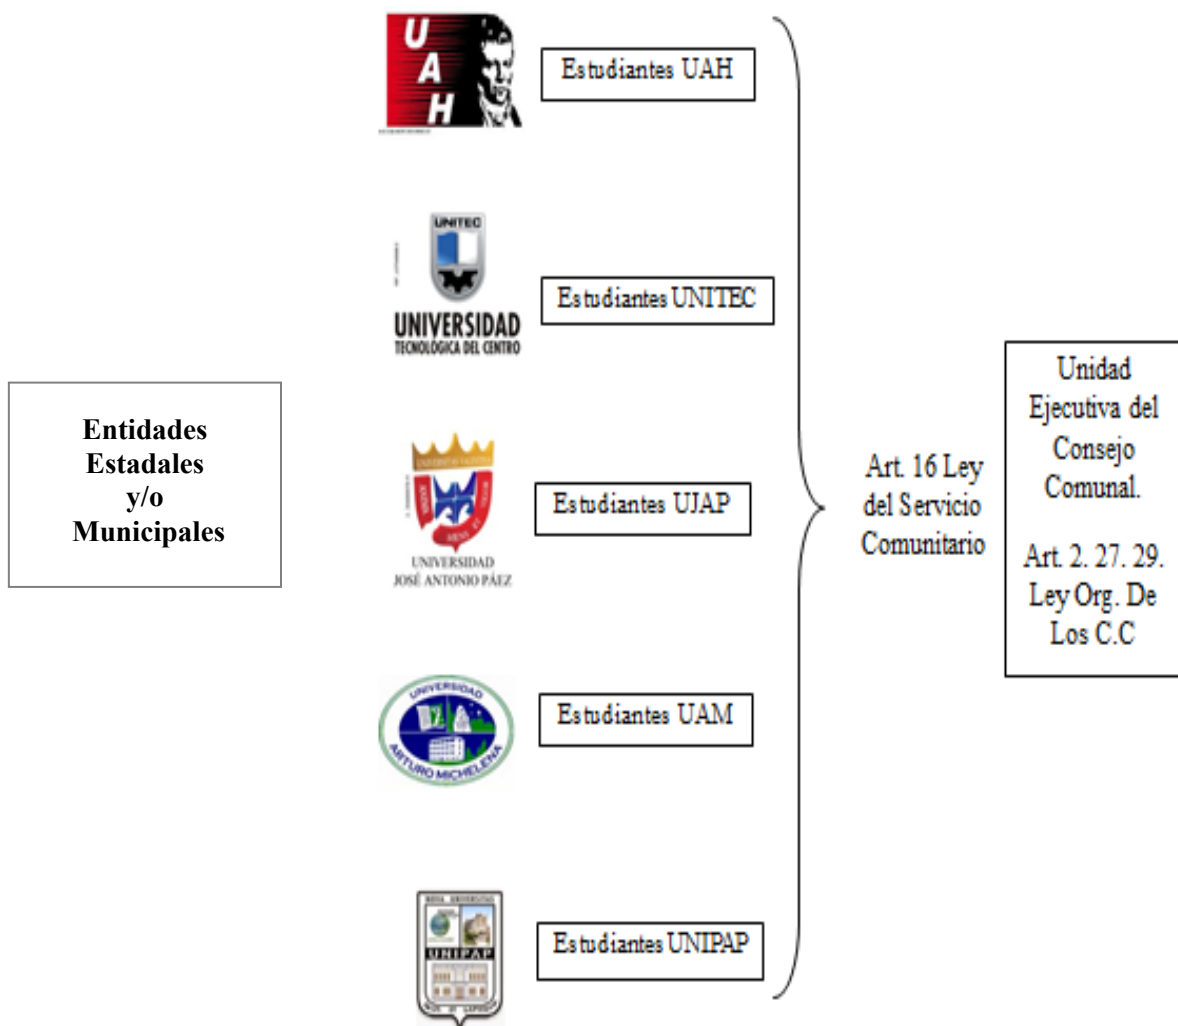 Entidades
Estadales
y/o
Municipales
U
A
H
Estudiantes UAH
UNITEC
UNIVERSIDAD
TECNOLÓGICA DEL CENTRO
Estudiantes UNITEC
UNIVERSIDAD
JOSÉ ANTONIO PÁEZ
Estudiantes UJAP
UNIVERSIDAD
ARTURO MICHELENA
Estudiantes UAM
UNIPAP
Estudiantes UNIPAP
Art. 16 Ley
del Servicio
Comunitario
Unidad
Ejecutiva del
Consejo
Comunal.
Art. 2. 27. 29.
Ley Org. De
Los C.C